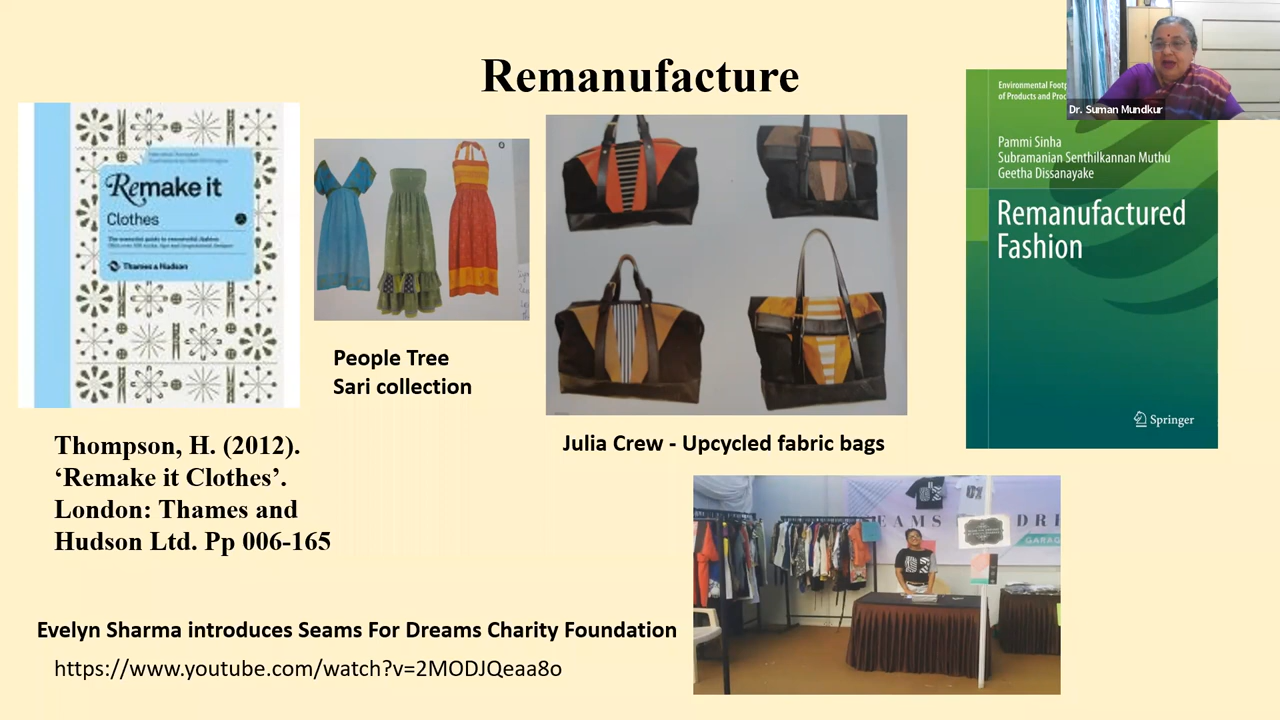 Remanufacture
Remake it
Clothes
Thames & Hudson
People Tree
Sari collection
Thompson, H. (2012).
‘Remake it Clothes’.
London: Thames and
Hudson Ltd. Pp 006-165
Julia Crew - Upcycled fabric bags
Environmental Footp
of Products and Proc
Pammi Sinha
Subramanian Senthilkannan Muthu
Geetha Dissanayake
Remanufactured
Fashion
Springer
Dr. Suman Mundkur
EAMS DRE
GARAG
Evelyn Sharma introduces Seams For Dreams Charity Foundation
https://www.youtube.com/watch?v=2MODJQeaa8o